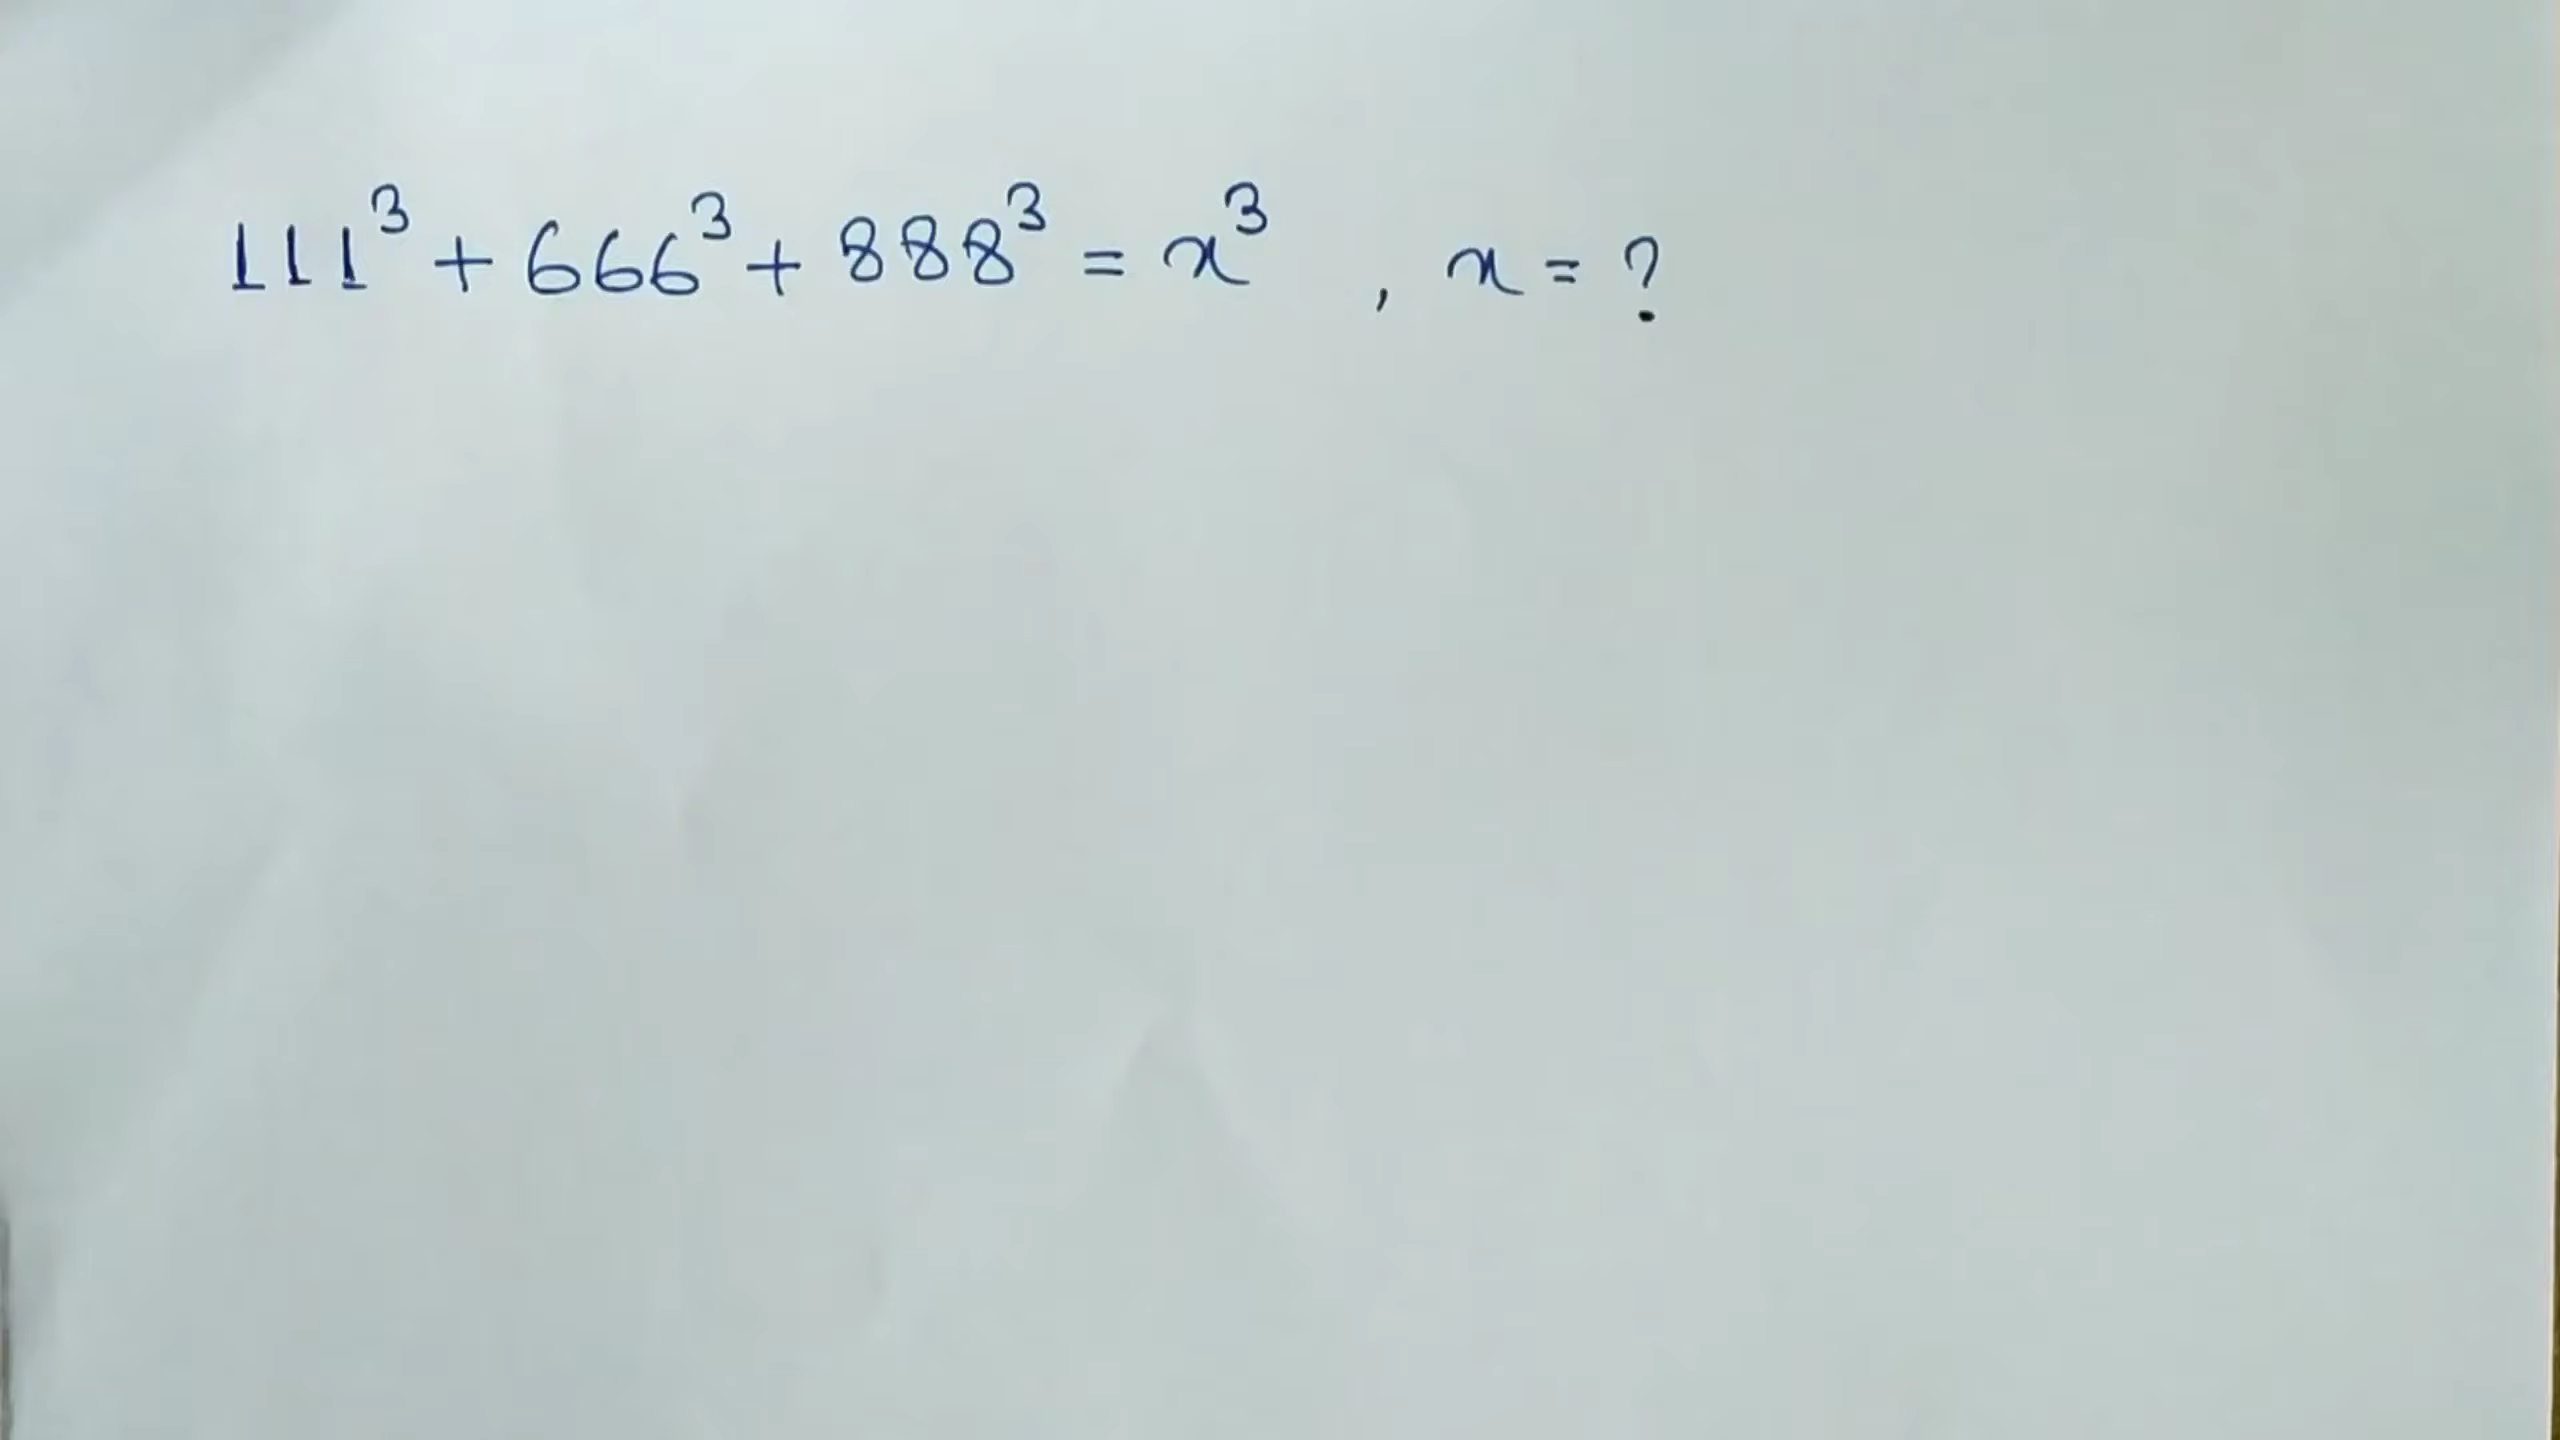 111³ + 666³ + 888³ = x³ , x = ?